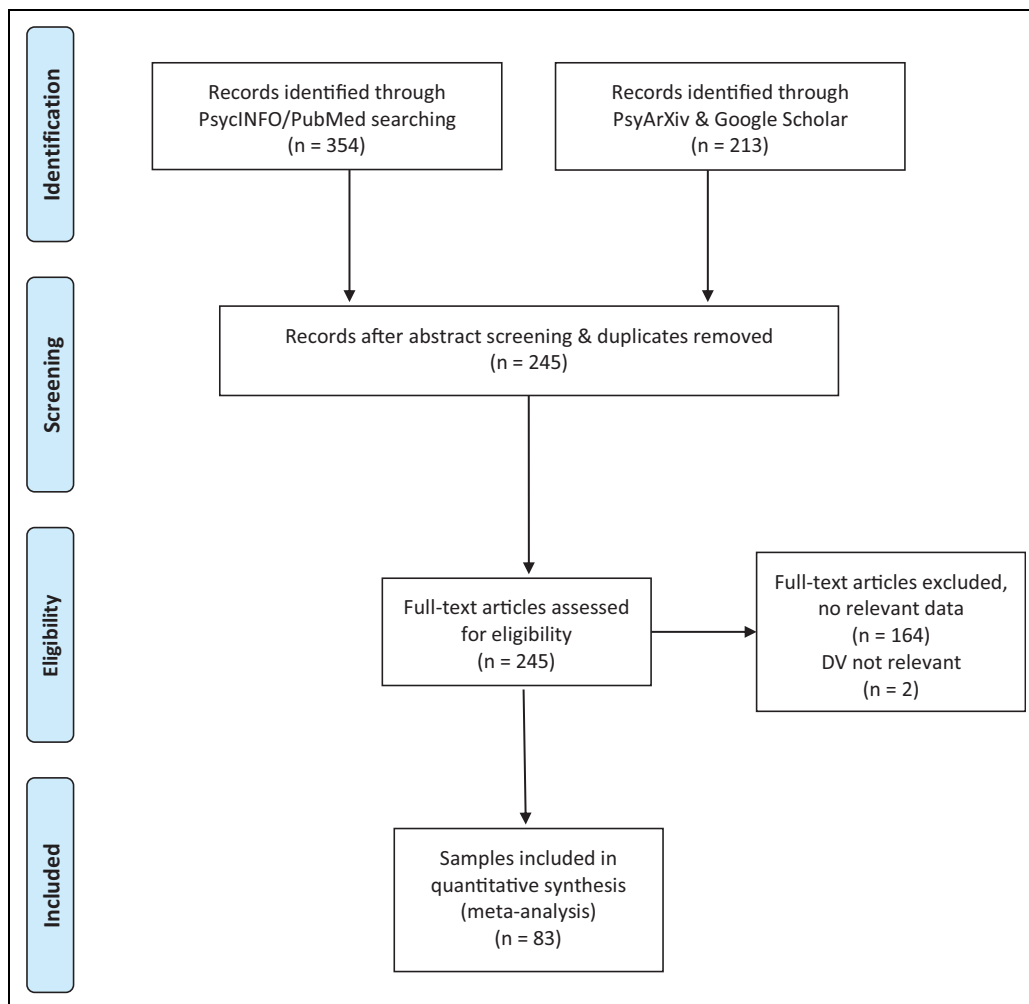 Identification
Records identified through
PsycINFO/PubMed searching
(n = 354)
Records identified through
PsyArXiv & Google Scholar
(n = 213)
Screening
Records after abstract screening & duplicates removed
(n = 245)
Eligibility
Full-text articles assessed
for eligibility
(n = 245)
Full-text articles excluded,
no relevant data
(n = 164)
DV not relevant
(n = 2)
Included
Samples included in
quantitative synthesis
(meta-analysis)
(n = 83)